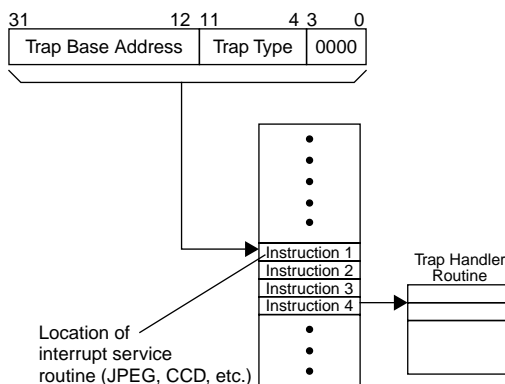 31 12 11 4 3 0
Trap Base Address Trap Type 0000
Instruction 1
Instruction 2
Instruction 3
Instruction 4
Trap Handler
Routine
Location of
interrupt service
routine (JPEG, CCD, etc.)